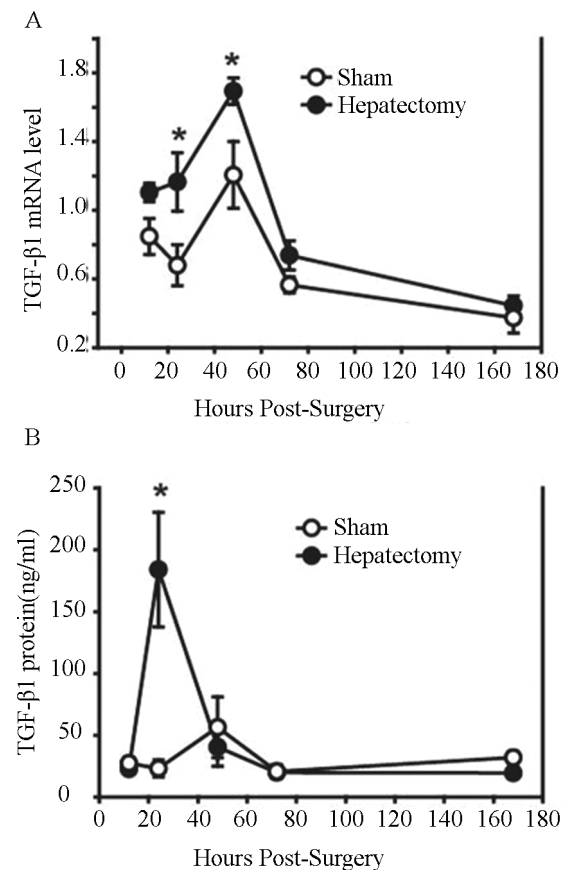 A
*
*
Sham
Hepatectomy
TGF-β1 mRNA level
1.8
1.4
1.0
0.6
0.2
0 20 40 60 80 100 120 140 160 180
Hours Post-Surgery
B
*
Sham
Hepatectomy
TGF-β1 protein(ng/ml)
250
200
150
100
50
0
0 20 40 60 80 100 120 140 160 180
Hours Post-Surgery